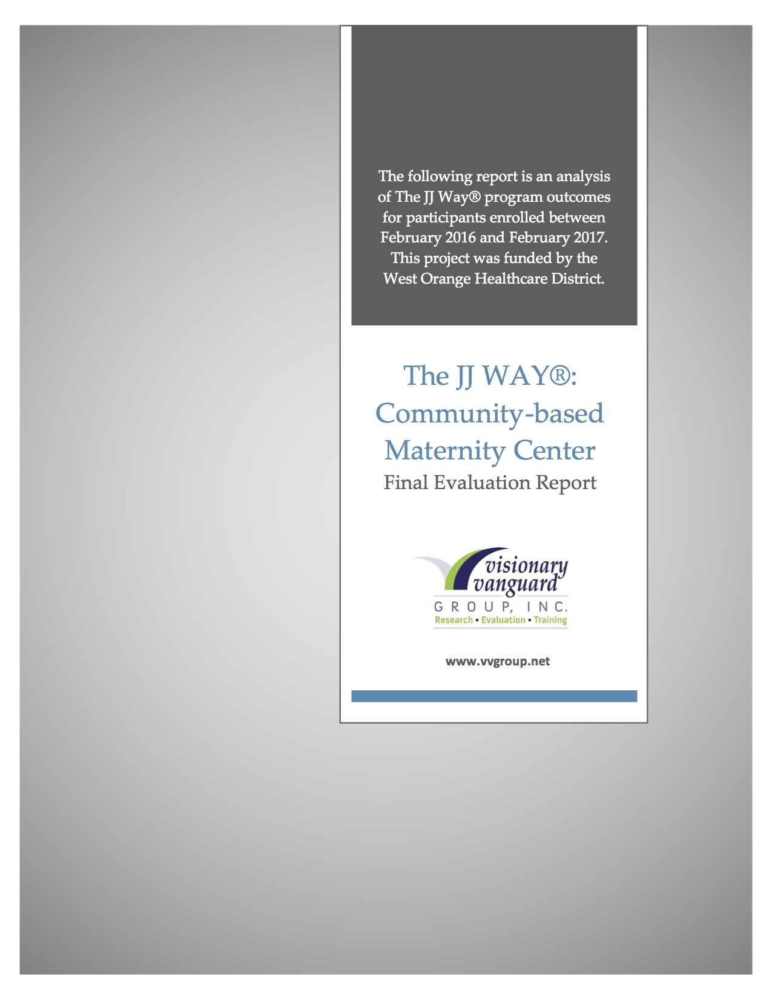 The following report is an analysis
of The JJ Way® program outcomes
for participants enrolled between
February 2016 and February 2017.
This project was funded by the
West Orange Healthcare District.
The JJ WAY®:
Community-based
Maternity Center
Final Evaluation Report
visionary
vanguard
GROUP, INC.
Research • Evaluation • Training
www.vvgroup.net